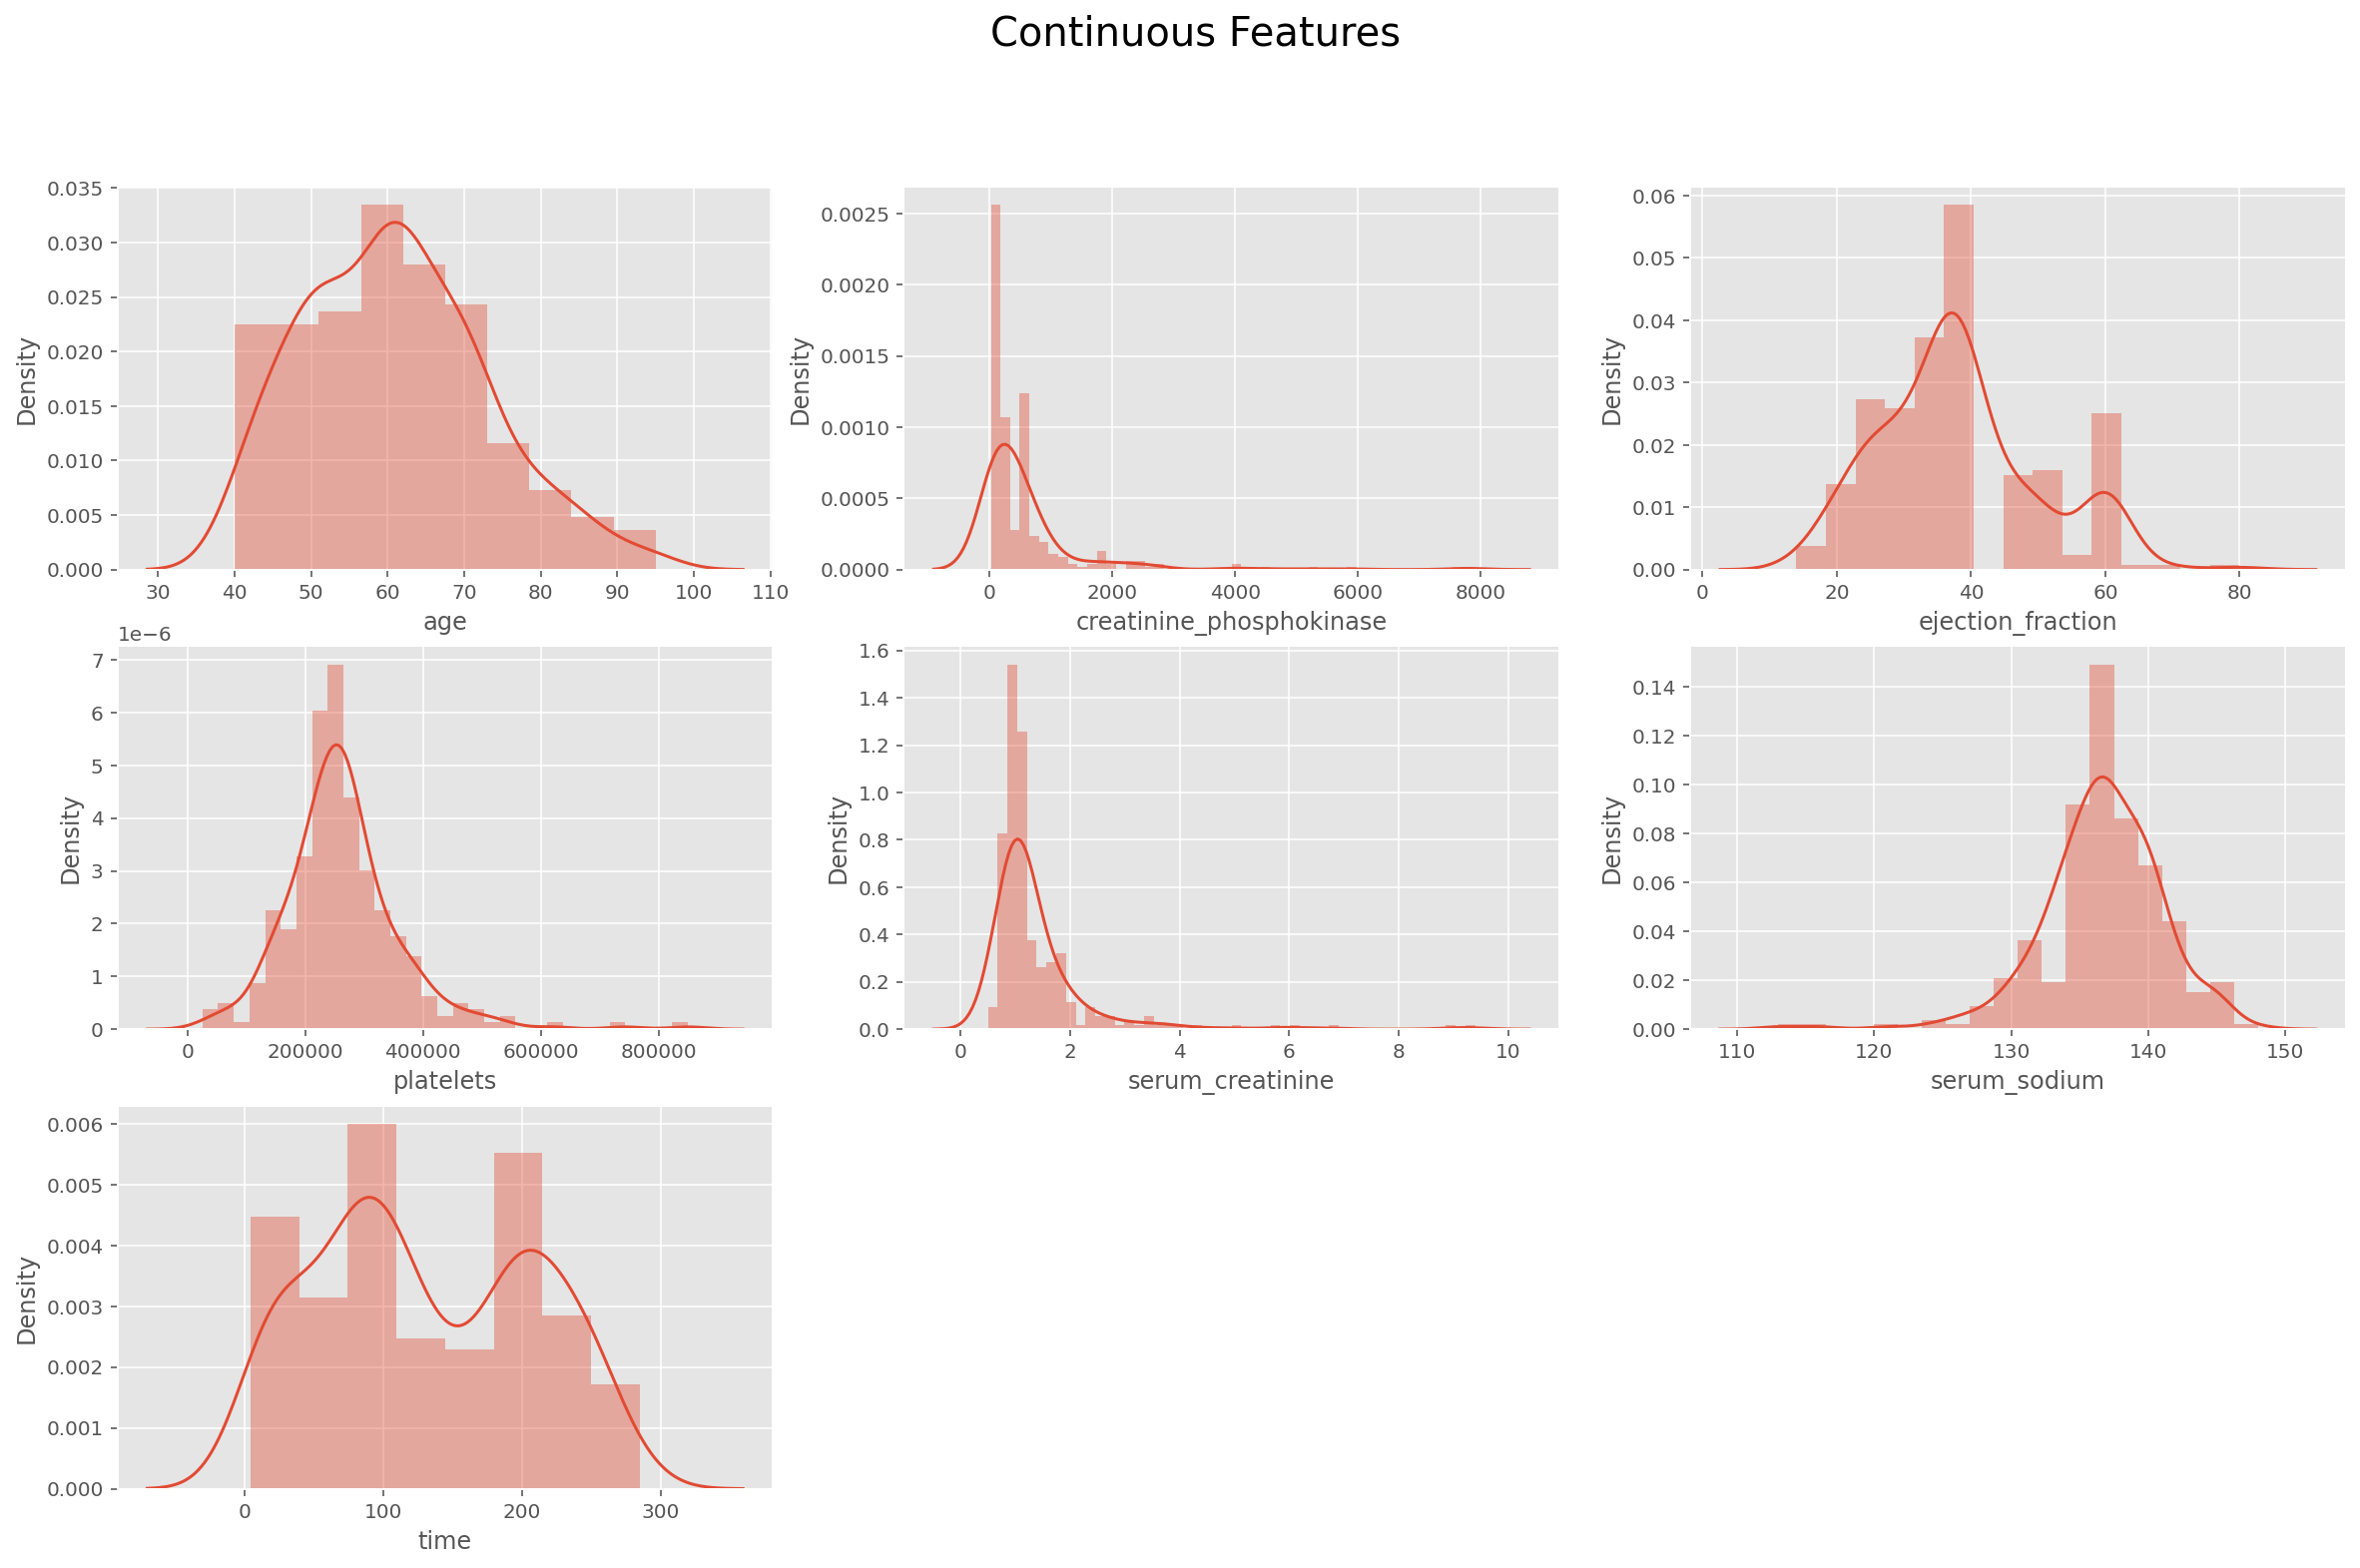 Continuous Features
Density
0.035
0.030
0.025
0.020
0.015
0.010
0.005
0.000
30 40 50 60 70 80 90 100 110
age
Density
0.0025
0.0020
0.0015
0.0010
0.0005
0.0000
0 2000 4000 6000 8000
creatinine_phosphokinase
Density
0.06
0.05
0.04
0.03
0.02
0.01
0.00
0 20 40 60 80
ejection_fraction
1e−6
Density
7
6
5
4
3
2
1
0
0 200000 400000 600000 800000
platelets
Density
1.6
1.4
1.2
1.0
0.8
0.6
0.4
0.2
0.0
0 2 4 6 8 10
serum_creatinine
Density
0.14
0.12
0.10
0.08
0.06
0.04
0.02
0.00
110 120 130 140 150
serum_sodium
Density
0.006
0.005
0.004
0.003
0.002
0.001
0.000
0 100 200 300
time